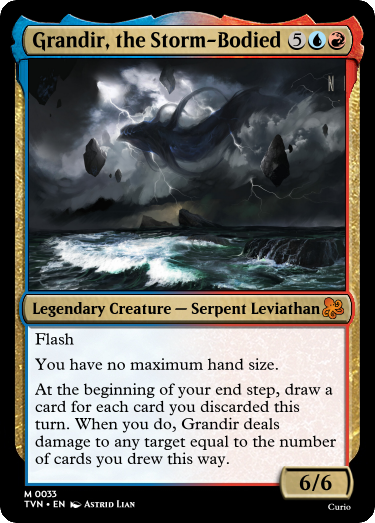 Grandir, the Storm-Bodied 5
N
Legendary Creature — Serpent Leviathan
Flash
You have no maximum hand size.
At the beginning of your end step, draw a
card for each card you discarded this
turn. When you do, Grandir deals
damage to any target equal to the number
of cards you drew this way.
6/6
M 0033
TVN • EN Astrid Lian
Curio